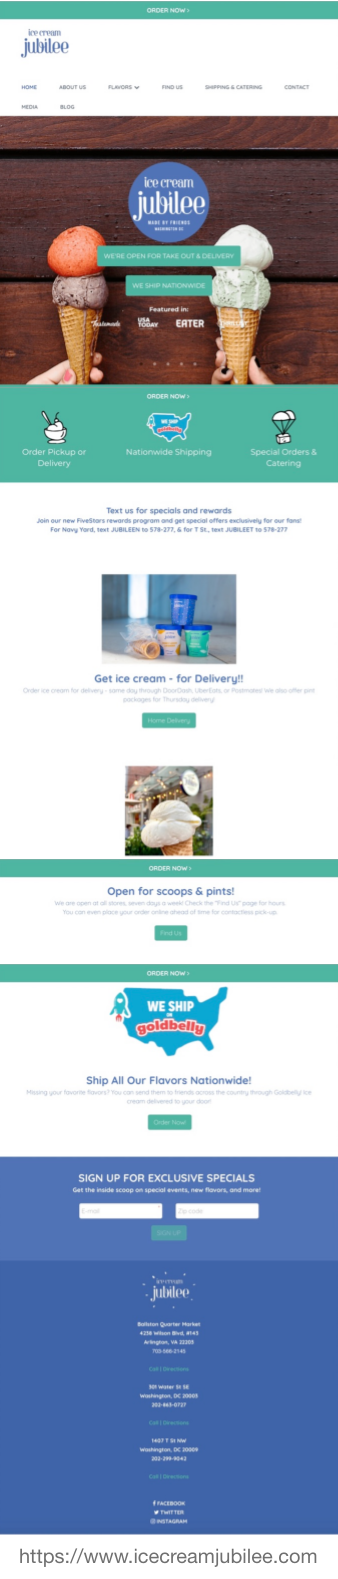 ORDER NOW ›
ice cream
jubilee
HOME
ABOUT US
FLAVORS
FIND US
SHIPPING & CATERING
CONTACT
MEDIA
BLOG
ice cream
jubilee
MADE BY FRIENDS
WASHINGTON DC
WE'RE OPEN FOR TAKE OUT & DELIVERY
WE SHIP NATIONWIDE
Featured in:
Tastemade
USA
TODAY
EATER
ORDER NOW ›
WE SHIP
goldbelly
Order Pickup or
Delivery
Nationwide Shipping
Special Orders &
Catering
Text us for specials and rewards
Join our new FiveStars rewards program and get special offers exclusively for our fans!
For Navy Yard, text JUBILEEN to 578-277, & for T St., text JUBILEET to 578-277
Get ice cream - for Delivery!!
Order ice cream for delivery - same day through DoorDash, UberEats, or Postmates! We also offer pint
packages for Thursday delivery!
Home Delivery
ORDER NOW ›
Open for scoops & pints!
We are open at all stores, seven days a week! Check the "Find Us" page for hours.
You can even place your order online ahead of time for contactless pick-up.
Find Us
ORDER NOW ›
WE SHIP
ON
goldbelly
Ship All Our Flavors Nationwide!
Missing your favorite flavors? You can send them to friends across the country through Goldbelly! Ice
cream delivered to your door!
Order Now!
SIGN UP FOR EXCLUSIVE SPECIALS
Get the inside scoop on special events, new flavors, and more!
E-mail
Zip code
SIGN UP
ice cream
jubilee
Ballston Quarter Market
4238 Wilson Blvd, #143
Arlington, VA 22203
703-588-2145
Call | Directions
301 Water St SE
Washington, DC 20003
202-863-0727
Call | Directions
1407 T St NW
Washington, DC 20009
202-299-9042
Call | Directions
FACEBOOK
TWITTER
INSTAGRAM
https://www.icecreamjubilee.com